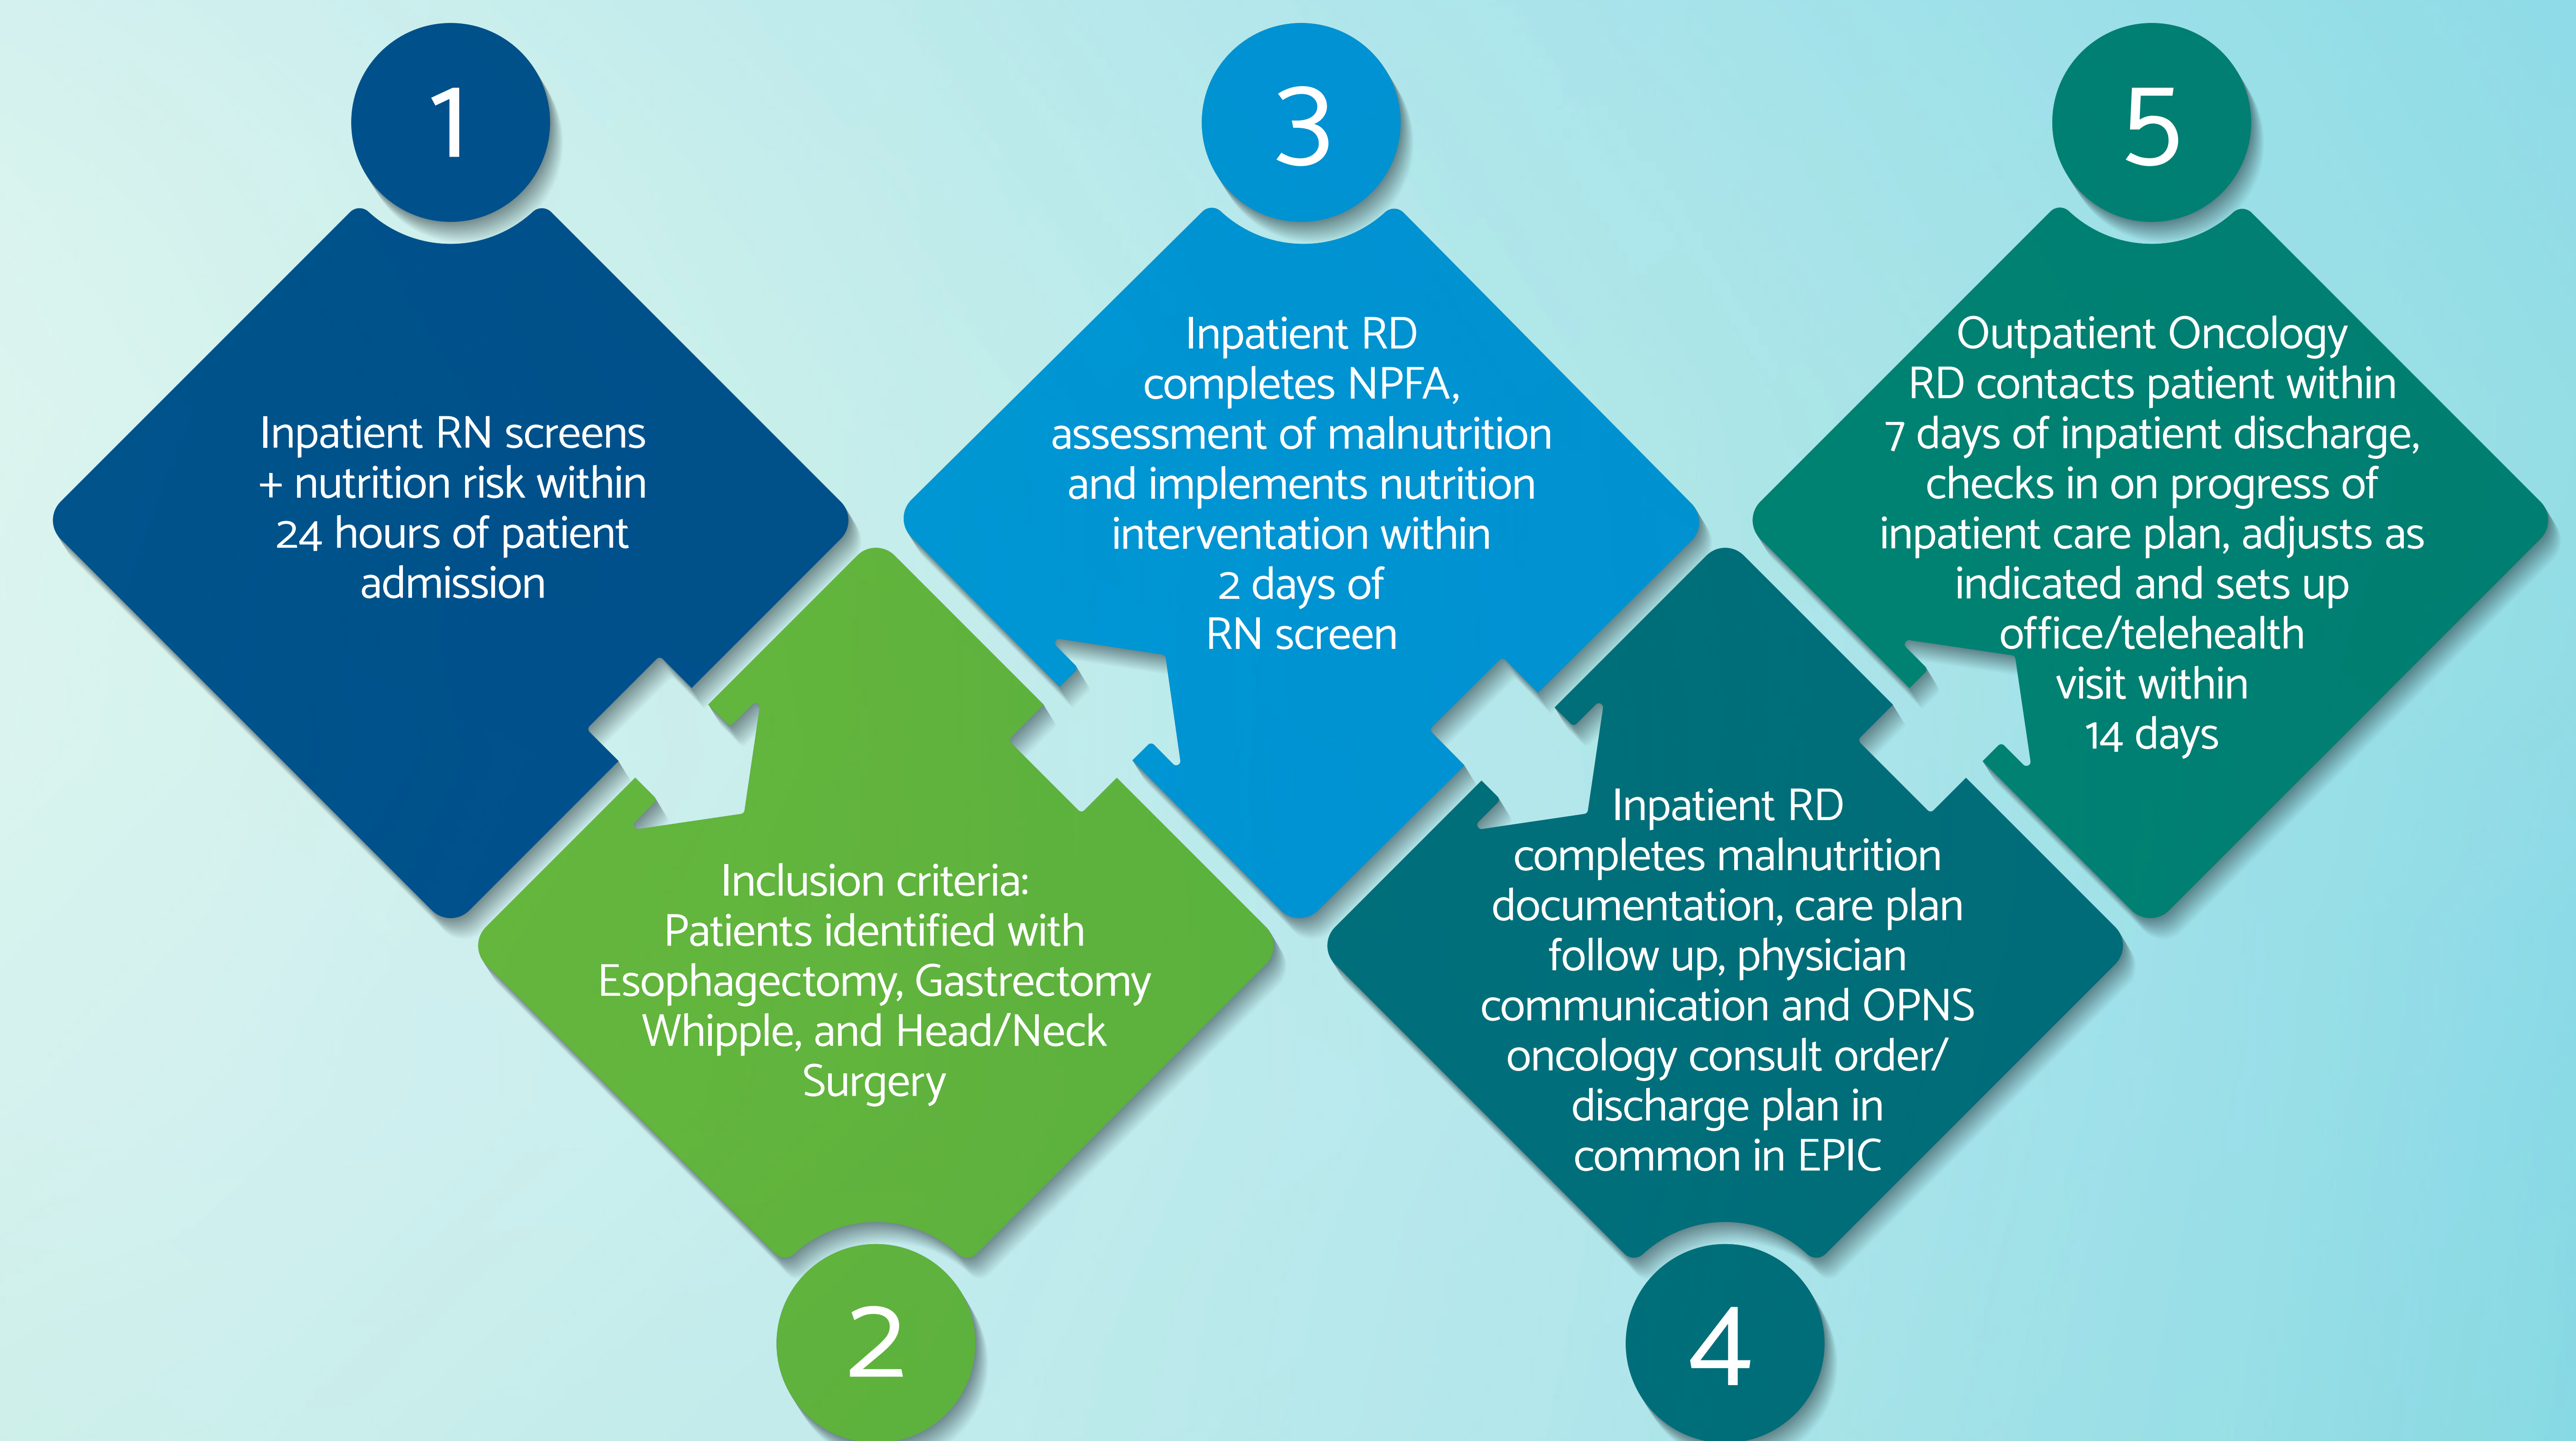 1
Inpatient RN screens
+ nutrition risk within
24 hours of patient
admission
2
Inclusion criteria:
Patients identified with
Esophagectomy, Gastrectomy
Whipple, and Head/Neck
Surgery
3
Inpatient RD
completes NPFA,
assessment of malnutrition
and implements nutrition
interventation within
2 days of
RN screen
4
Inpatient RD
completes malnutrition
documentation, care plan
follow up, physician
communication and OPNS
oncology consult order/
discharge plan in
common in EPIC
5
Outpatient Oncology
RD contacts patient within
7 days of inpatient discharge,
checks in on progress of
inpatient care plan, adjusts as
indicated and sets up
office/telehealth
visit within
14 days